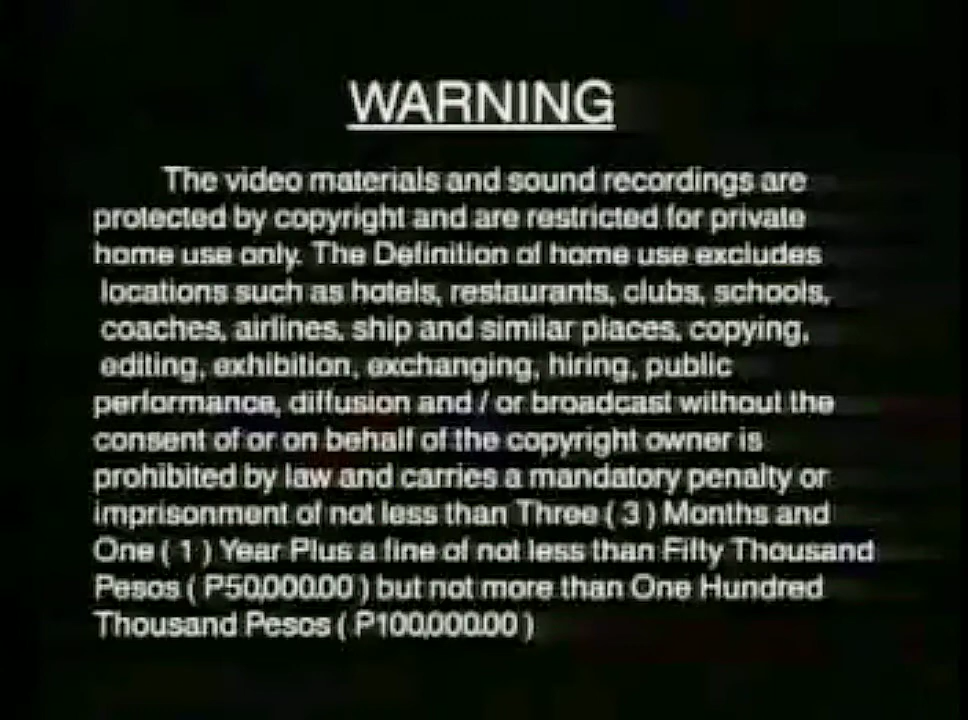 WARNING
The video materials and sound recordings are
protected by copyright and are restricted for private
home use only. The Definition of home use excludes
locations such as hotels, restaurants, clubs, schools,
coaches, airlines, ship and similar places, copying,
editing, exhibition, exchanging, hiring, public
performance, diffusion and / or broadcast without the
consent of or on behalf of the copyright owner is
prohibited by law and carries a mandatory penalty or
imprisonment of not less than Three ( 3 ) Months and
One ( 1 ) Year Plus a fine of not less than Fifty Thousand
Pesos ( P50,000.00 ) but not more than One Hundred
Thousand Pesos ( P100,000.00 )